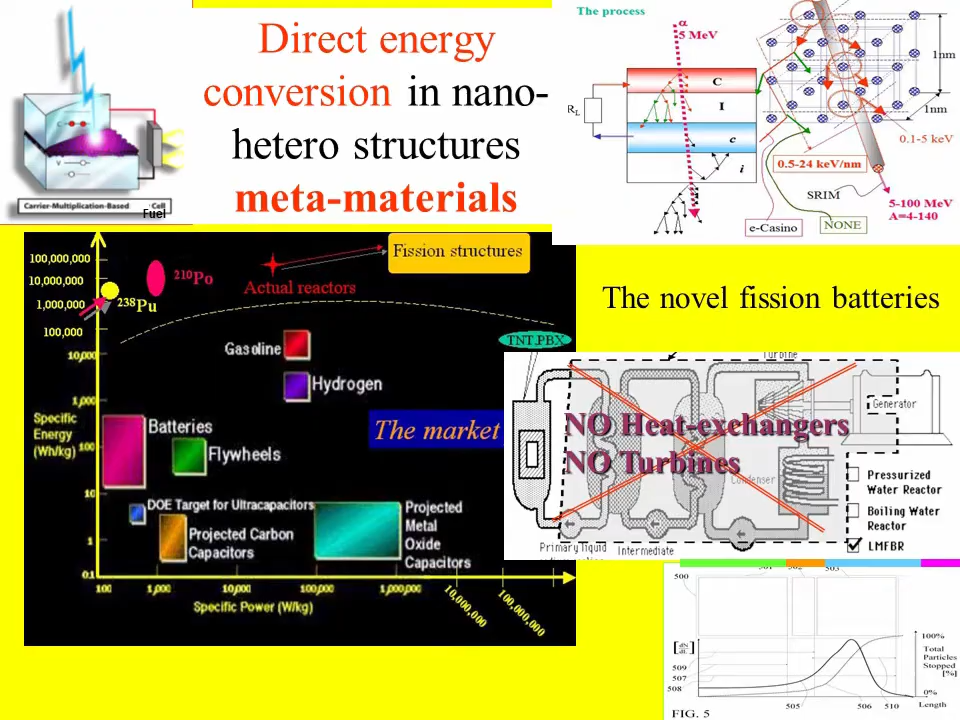 Direct energy
conversion in nano-
hetero structures
meta-materials
Carrier-Multiplication-Based Cell
Fuel
The process
α
5 MeV
C
I
c
i
R_L
1nm
1nm
0.1-5 keV
0.5-24 keV/nm
SRIM
5-100 MeV
A=4-140
e-Casino
NONE
The novel fission batteries
Fission structures
Actual reactors
100,000,000
10,000,000
1,000,000
100,000
10,000
1,000
100
10
1
0.1
210Po
238Pu
Gasoline
Hydrogen
TNT,PBX
The market
Specific
Energy
(Wh/kg)
Batteries
Flywheels
DOE Target for Ultracapacitors
Projected Carbon
Capacitors
Projected
Metal
Oxide
Capacitors
100
1,000
10,000
100,000
1,000,000
10,000,000
100,000,000
Specific Power (W/kg)
Turbine
Generator
NO Heat-exchangers
NO Turbines
Condenser
Pressurized
Water Reactor
Boiling Water
Reactor
LMFBR
Primary liquid
Intermediate
500
501
502
503
100%
Total
Particles
Stopped
[%]
0%
Length
509
507
508
505
506
510
FIG. 5